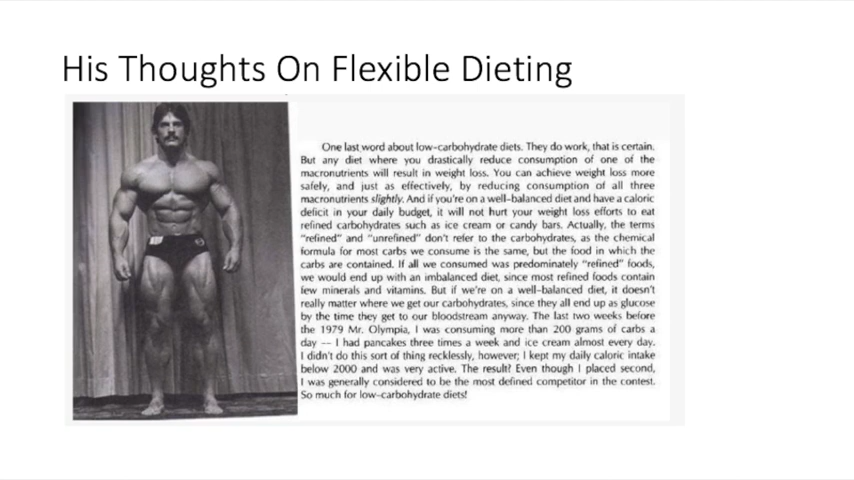 His Thoughts On Flexible Dieting
One last word about low-carbohydrate diets. They do work, that is certain.
But any diet where you drastically reduce consumption of one of the
macronutrients will result in weight loss. You can achieve weight loss more
safely, and just as effectively, by reducing consumption of all three
macronutrients slightly. And if you're on a well-balanced diet and have a caloric
deficit in your daily budget, it will not hurt your weight loss efforts to eat
refined carbohydrates such as ice cream or candy bars. Actually, the terms
"refined" and "unrefined" don't refer to the carbohydrates, as the chemical
formula for most carbs we consume is the same, but the food in which the
carbs are contained. If all we consumed was predominately "refined" foods,
we would end up with an imbalanced diet, since most refined foods contain
few minerals and vitamins. But if we're on a well-balanced diet, it doesn't
really matter where we get our carbohydrates, since they all end up as glucose
by the time they get to our bloodstream anyway. The last two weeks before
the 1979 Mr. Olympia, I was consuming more than 200 grams of carbs a
day -- I had pancakes three times a week and ice cream almost every day.
I didn't do this sort of thing recklessly, however; I kept my daily caloric intake
below 2000 and was very active. The result? Even though I placed second,
I was generally considered to be the most defined competitor in the contest.
So much for low-carbohydrate diets!